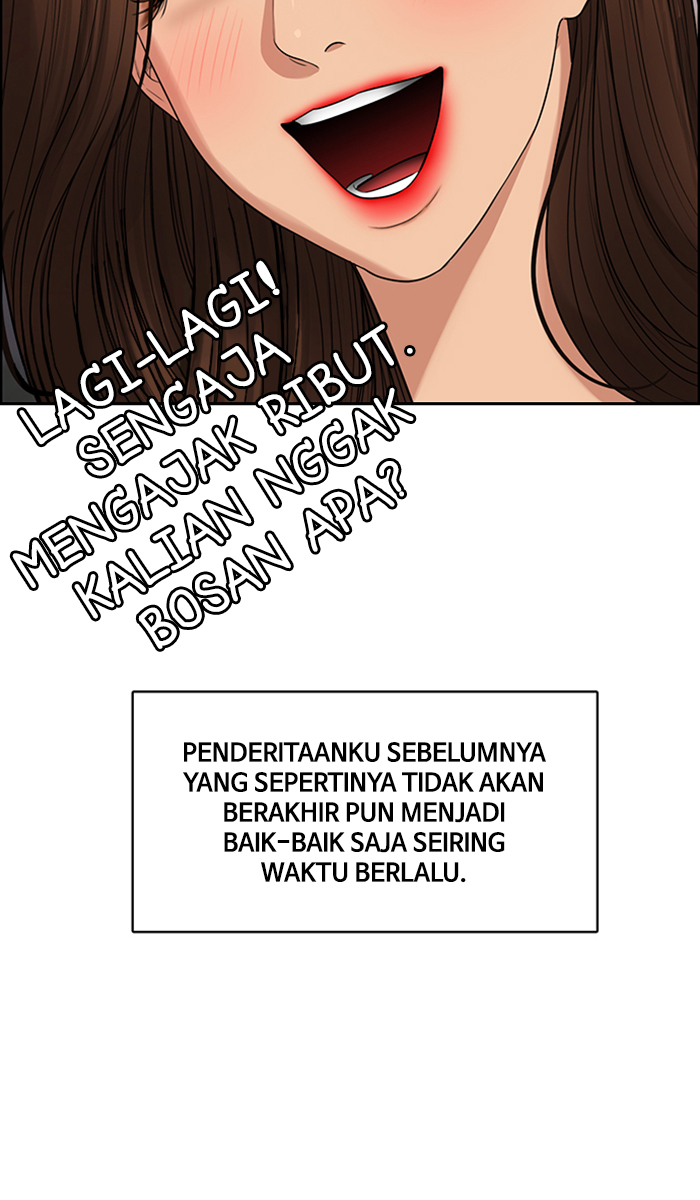 LAGI-LAGI!
SENGAJA
MENGAJAK RIBUT.
KALIAN NGGAK
BOSAN APA?
PENDERITAANKU SEBELUMNYA
YANG SEPERTINYA TIDAK AKAN
BERAKHIR PUN MENJADI
BAIK-BAIK SAJA SEIRING
WAKTU BERLALU.